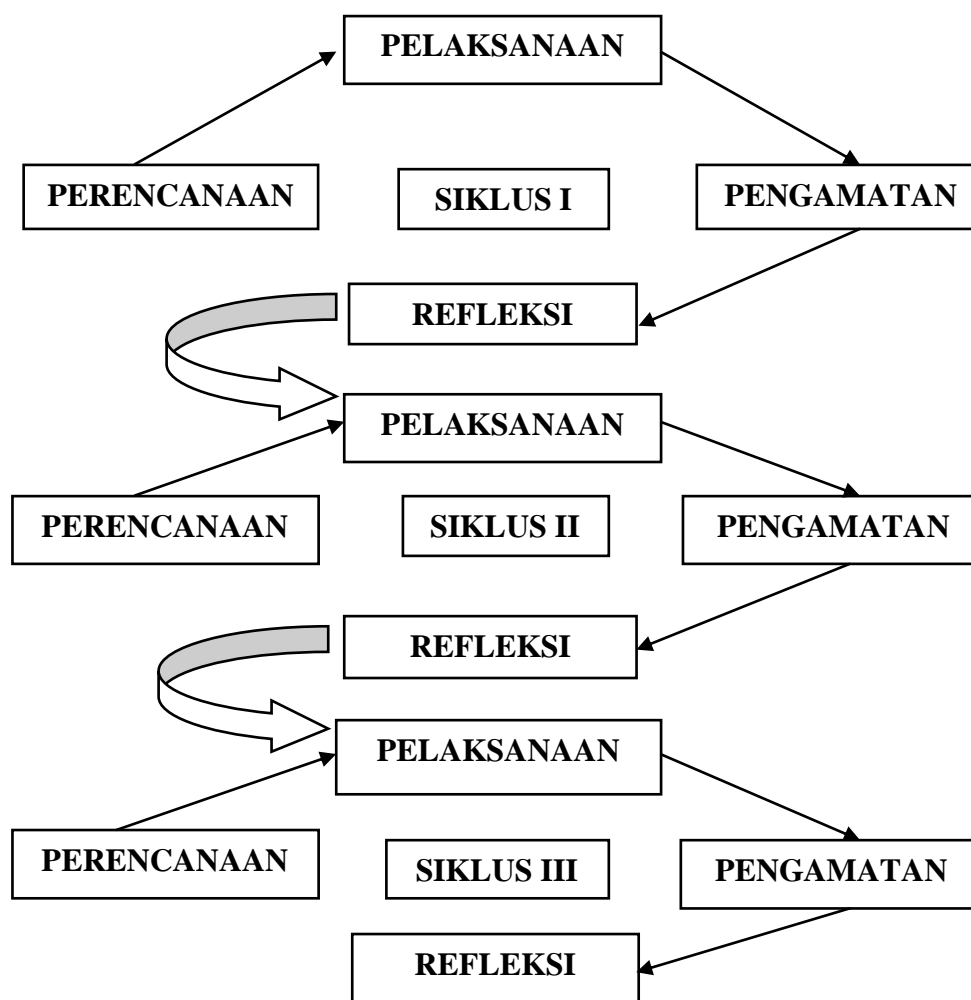 PELAKSANAAN
PERENCANAAN
SIKLUS I
PENGAMATAN
REFLEKSI
PELAKSANAAN
PERENCANAAN
SIKLUS II
PENGAMATAN
REFLEKSI
PELAKSANAAN
PERENCANAAN
SIKLUS III
PENGAMATAN
REFLEKSI